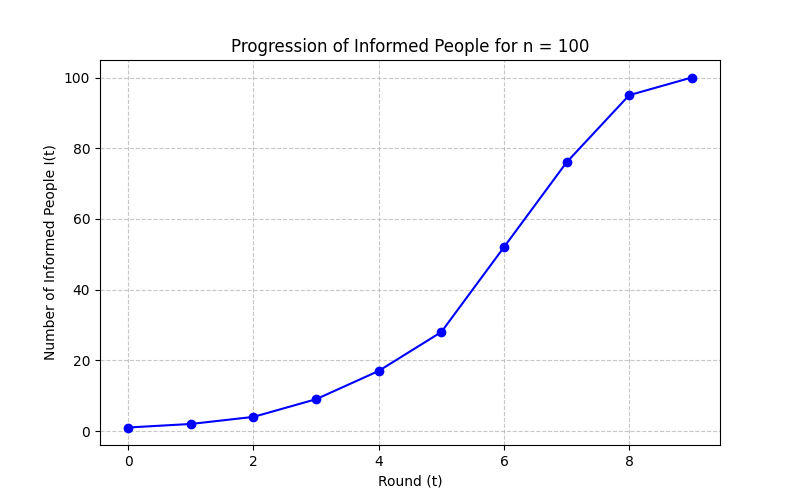 Progression of Informed People for n = 100
Number of Informed People I(t)
100
80
60
40
20
0
0 2 4 6 8
Round (t)